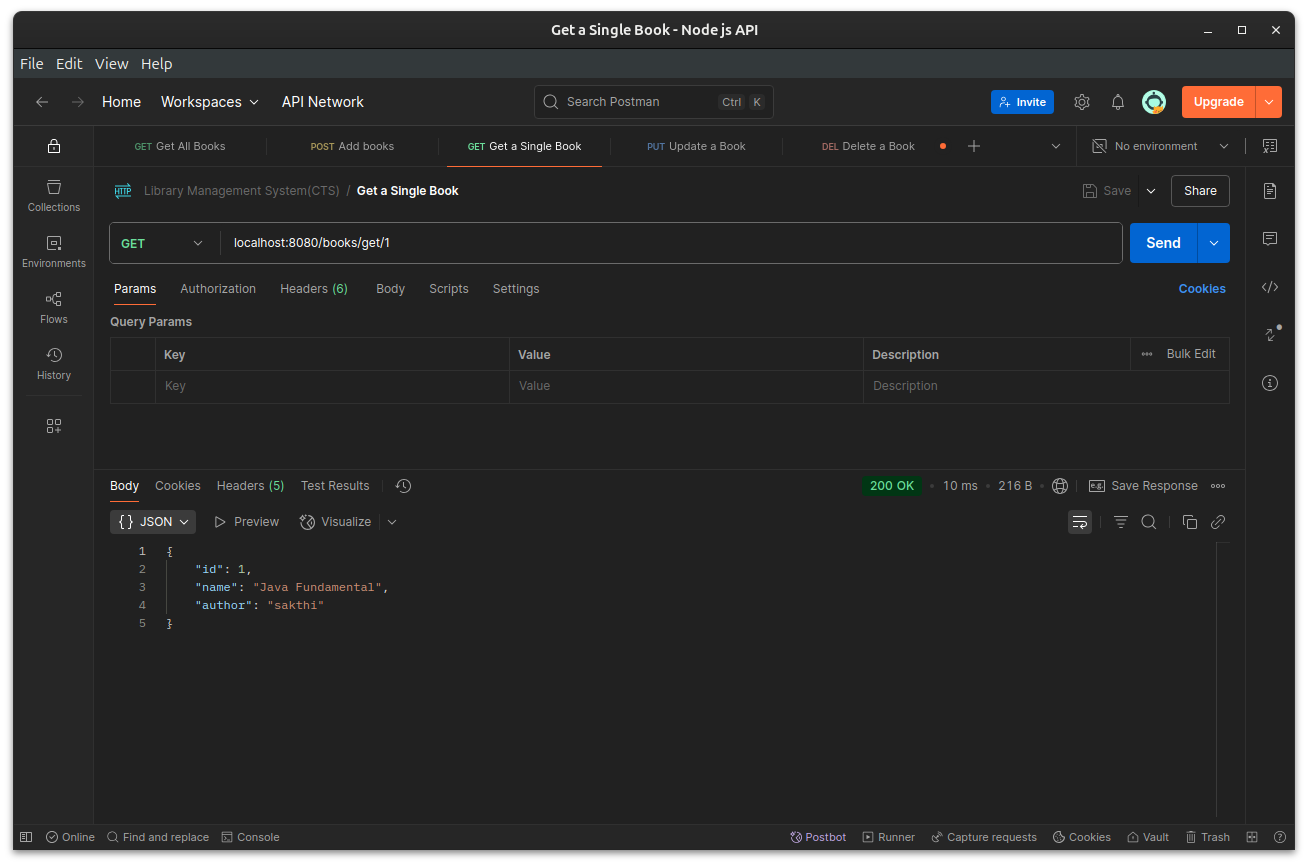 Get a Single Book - Node js API
File Edit View Help
Home Workspaces API Network Search Postman Ctrl K Invite Upgrade
GET Get All Books POST Add books GET Get a Single Book PUT Update a Book DEL Delete a Book No environment
HTTP Library Management System(CTS) / Get a Single Book Save Share
Collections
GET localhost:8080/books/get/1 Send
Environments
Params Authorization Headers (6) Body Scripts Settings Cookies
Flows
Query Params
Key Value Description Bulk Edit
History
Key Value Description
Body Cookies Headers (5) Test Results 200 OK 10 ms 216 B e.g. Save Response
{} JSON Preview Visualize
1 {
2 "id": 1,
3 "name": "Java Fundamental",
4 "author": "sakthi"
5 }
Online Find and replace Console Postbot Runner Capture requests Cookies Vault Trash